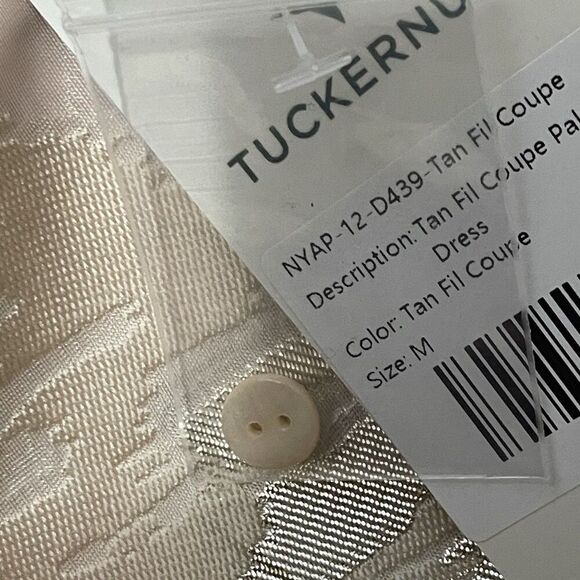 TUCKERNU
NYAP-12-D439-Tan Fil Coupe
Description: Tan Fil Coupe Pal
Dress
Color: Tan Fil Coupe
Size: M